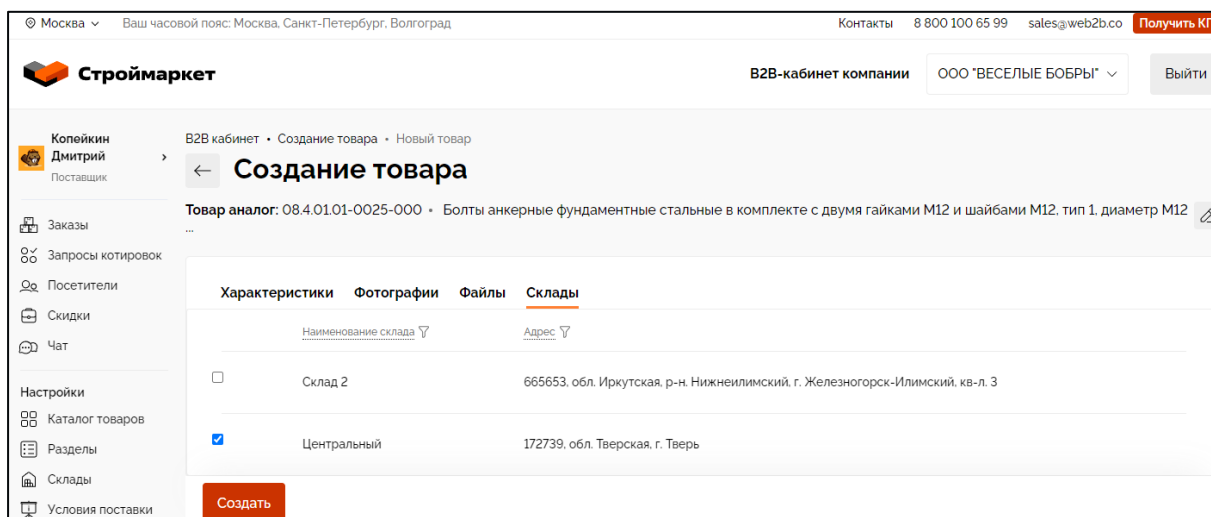 Москва Ваш часовой пояс: Москва, Санкт-Петербург, Волгоград Контакты 8 800 100 65 99 sales@web2b.co Получить КП
Строймаркет B2B-кабинет компании ООО "ВЕСЕЛЫЕ БОБРЫ" Выйти
Копейкин
Дмитрий
Поставщик
Заказы
Запросы котировок
Посетители
Скидки
Чат
Настройки
Каталог товаров
Разделы
Склады
Условия поставки
B2B кабинет • Создание товара • Новый товар
← Создание товара
Товар аналог: 08.4.01.01-0025-000 • Болты анкерные фундаментные стальные в комплекте с двумя гайками М12 и шайбами М12, тип 1, диаметр М12
...
Характеристики Фотографии Файлы Склады
Наименование склада Адрес
Склад 2 665653, обл. Иркутская, р-н. Нижнеилимский, г. Железногорск-Илимский, кв-л. 3
Центральный 172739, обл. Тверская, г. Тверь
Создать